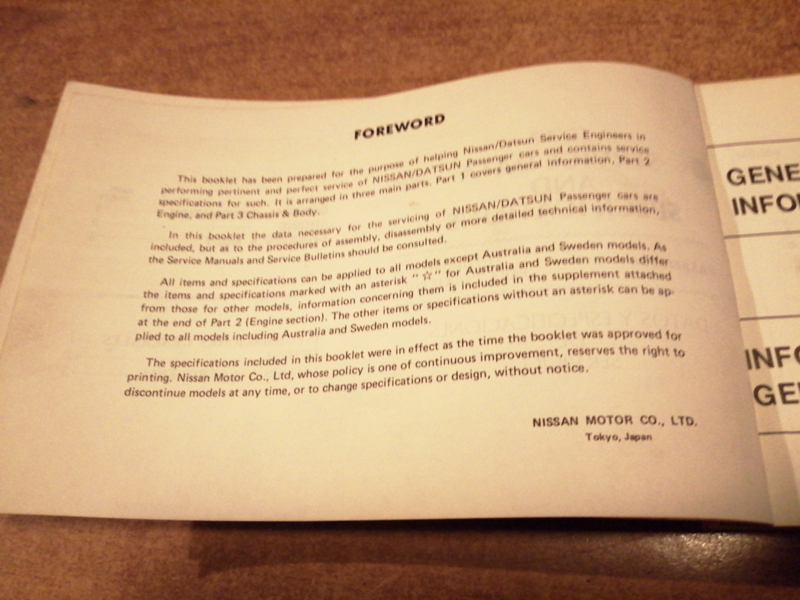 FOREWORD
This booklet has been prepared for the purpose of helping Nissan/Datsun Service Engineers in
performing pertinent and perfect service of NISSAN/DATSUN Passenger cars and contains service
specifications for such. It is arranged in three main parts. Part 1 covers general information, Part 2
Engine, and Part 3 Chassis & Body.
In this booklet the data necessary for the servicing of NISSAN/DATSUN Passenger cars are
included, but as to the procedures of assembly, disassembly or more detailed technical information,
the Service Manuals and Service Bulletins should be consulted.
All items and specifications can be applied to all models except Australia and Sweden models. As
the items and specifications marked with an asterisk "☆" for Australia and Sweden models differ
from those for other models, information concerning them is included in the supplement attached
at the end of Part 2 (Engine section). The other items or specifications without an asterisk can be ap-
plied to all models including Australia and Sweden models.
The specifications included in this booklet were in effect as the time the booklet was approved for
printing. Nissan Motor Co., Ltd, whose policy is one of continuous improvement, reserves the right to
discontinue models at any time, or to change specifications or design, without notice.
NISSAN MOTOR CO., LTD.
Tokyo, Japan
GENE
INFO
INFO
GE